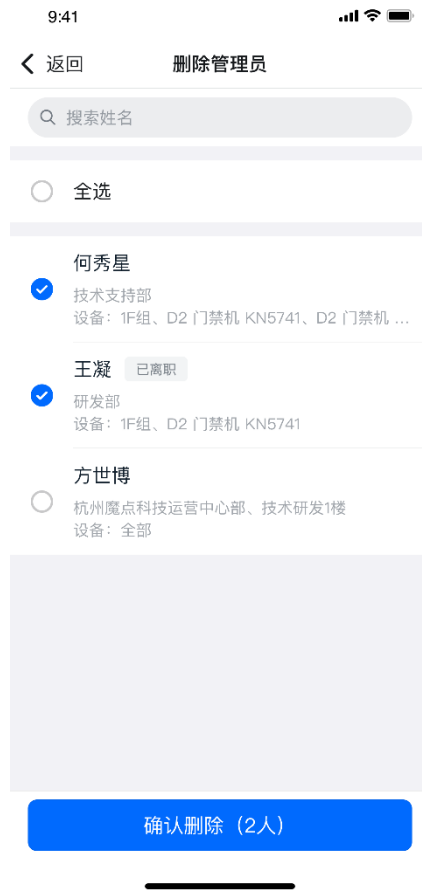 9:41
返回
删除管理员
搜索姓名
全选
何秀星
技术支持部
设备：1F组、D2 门禁机 KN5741、D2 门禁机 ...
王凝 已离职
研发部
设备：1F组、D2 门禁机 KN5741
方世博
杭州魔点科技运营中心部、技术研发1楼
设备：全部
确认删除（2人）